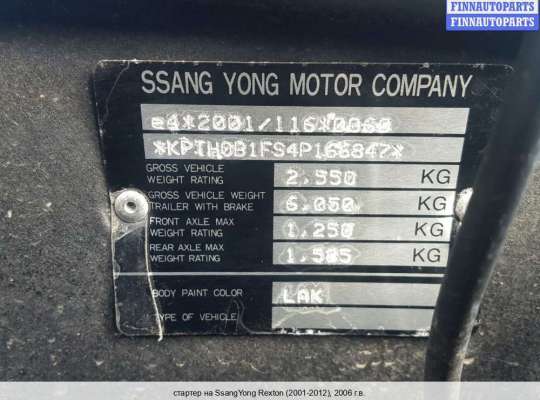 FINNAUTOPARTS
FINNAUTOPARTS
SSANG YONG MOTOR COMPANY
e4*2001/116*0060
*KPTH0B1FS4P166847*
GROSS VEHICLE
WEIGHT RATING 2.550 KG
GROSS VEHICLE WEIGHT
TRAILER WITH BRAKE 6.050 KG
FRONT AXLE MAX
WEIGHT RATING 1.250 KG
REAR AXLE MAX
WEIGHT RATING 1.585 KG
BODY PAINT COLOR LAK
TYPE OF VEHICLE
стартер на SsangYong Rexton (2001-2012), 2006 г.в.